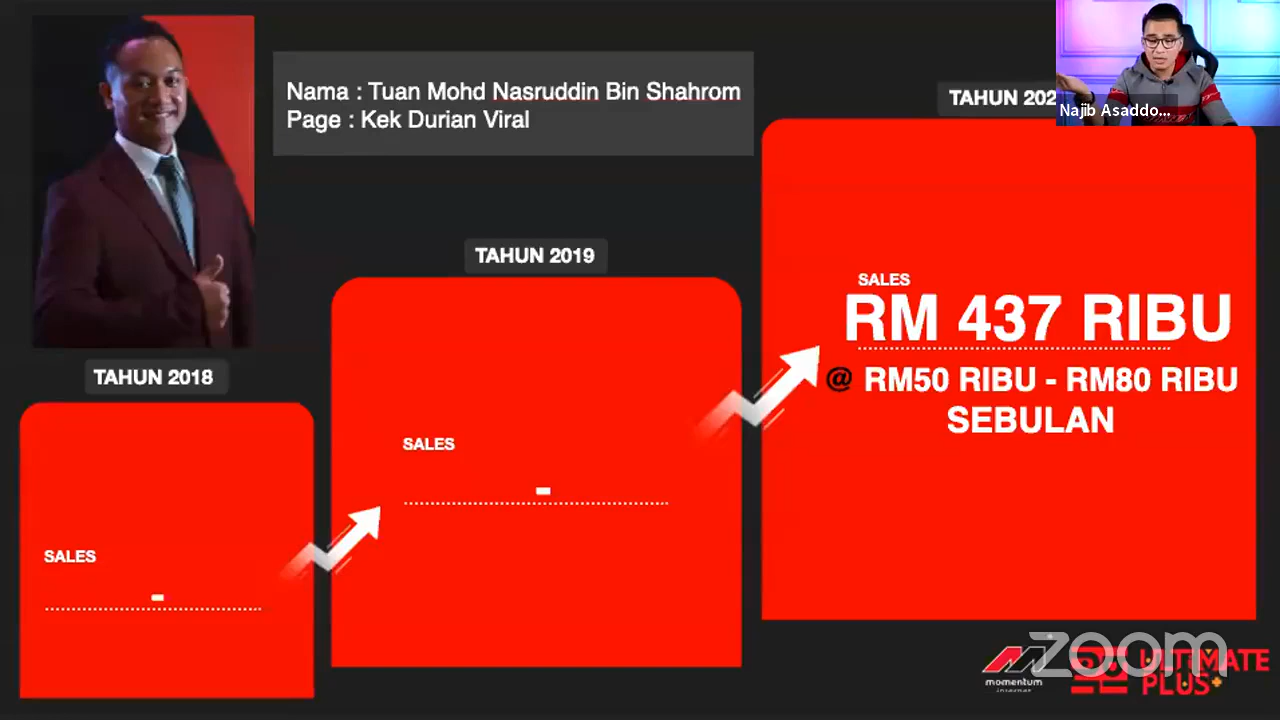 Nama : Tuan Mohd Nasruddin Bin Shahrom
Page : Kek Durian Viral
TAHUN 202
Najib Asaddo...
TAHUN 2019
TAHUN 2018
SALES
RM 437 RIBU
@ RM50 RIBU - RM80 RIBU
SEBULAN
SALES
-
SALES
-
momentum
internet
zoom
ULTIMATE
PLUS